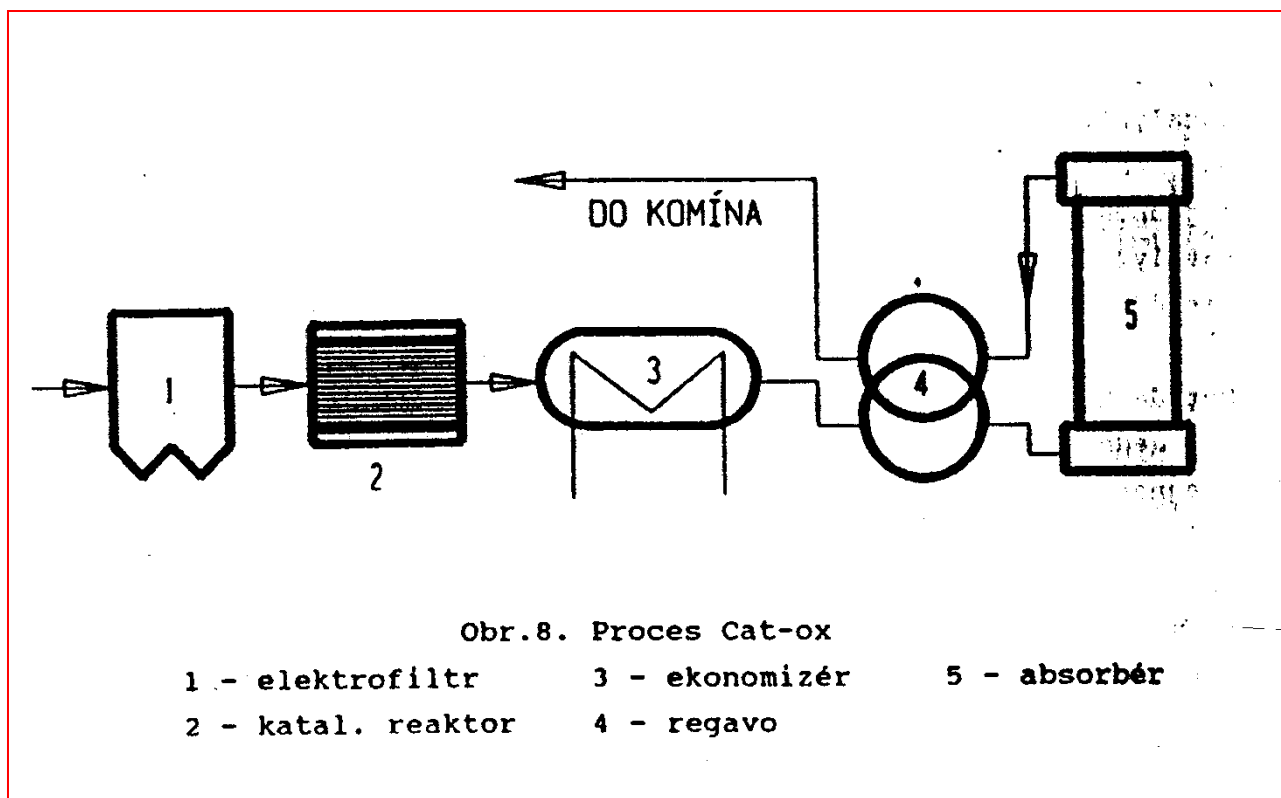 DO KOMÍNA
1
2
3
4
5
Obr.8. Proces Cat-ox
1 - elektrofiltr 3 - ekonomizér 5 - absorbér
2 - katal. reaktor 4 - regavo